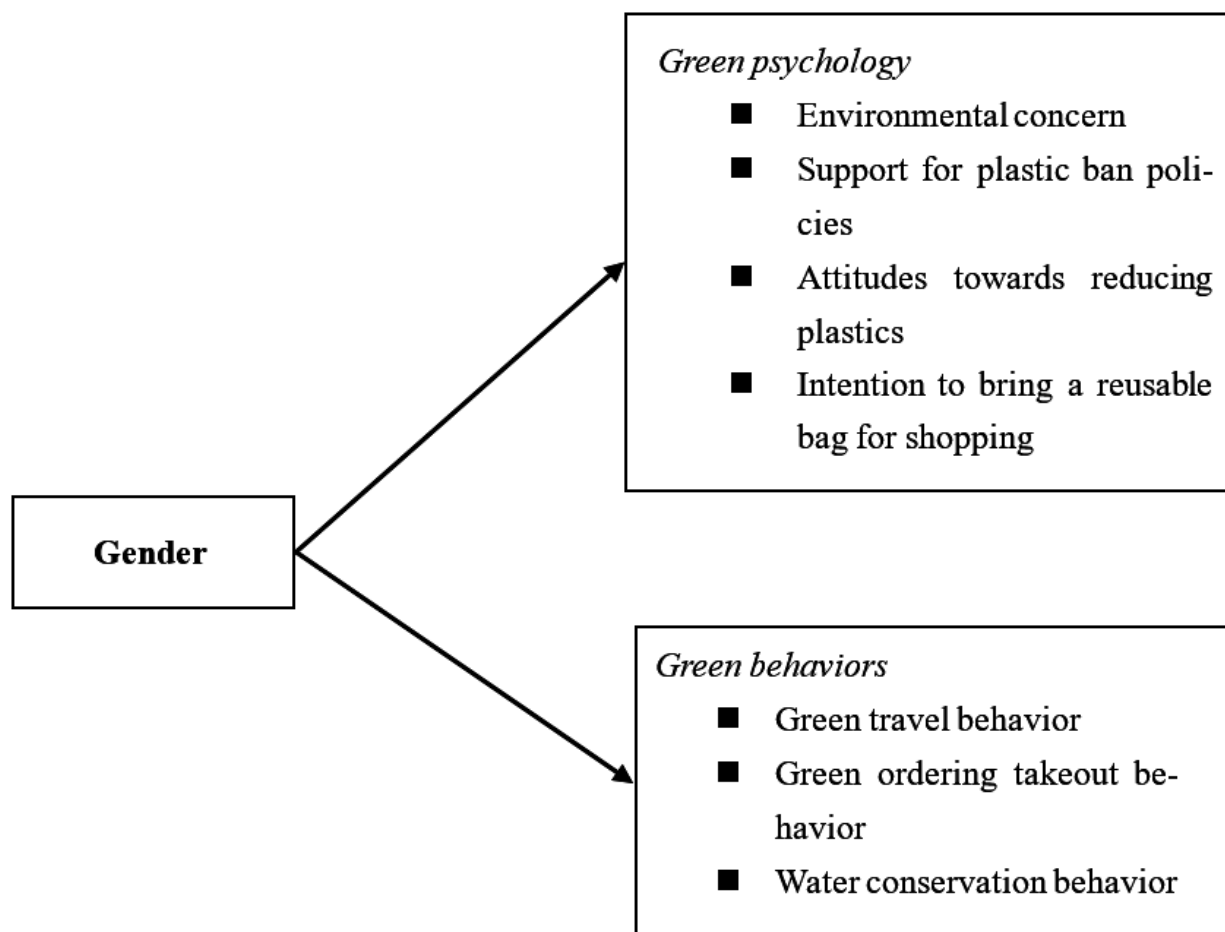 Green psychology
■ Environmental concern
■ Support for plastic ban poli-
cies
■ Attitudes towards reducing
plastics
■ Intention to bring a reusable
bag for shopping
Gender
Green behaviors
■ Green travel behavior
■ Green ordering takeout be-
havior
■ Water conservation behavior